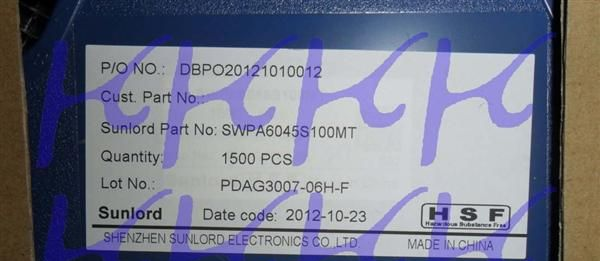 P/O NO.: DBPO20121010012
Cust. Part No.:
Sunlord Part No: SWPA6045S100MT
Quantity: 1500 PCS
Lot No.: PDAG3007-06H-F
Sunlord Date code: 2012-10-23 HSF
Hazardous Substance Free
SHENZHEN SUNLORD ELECTRONICS CO.,LTD. MADE IN CHINA